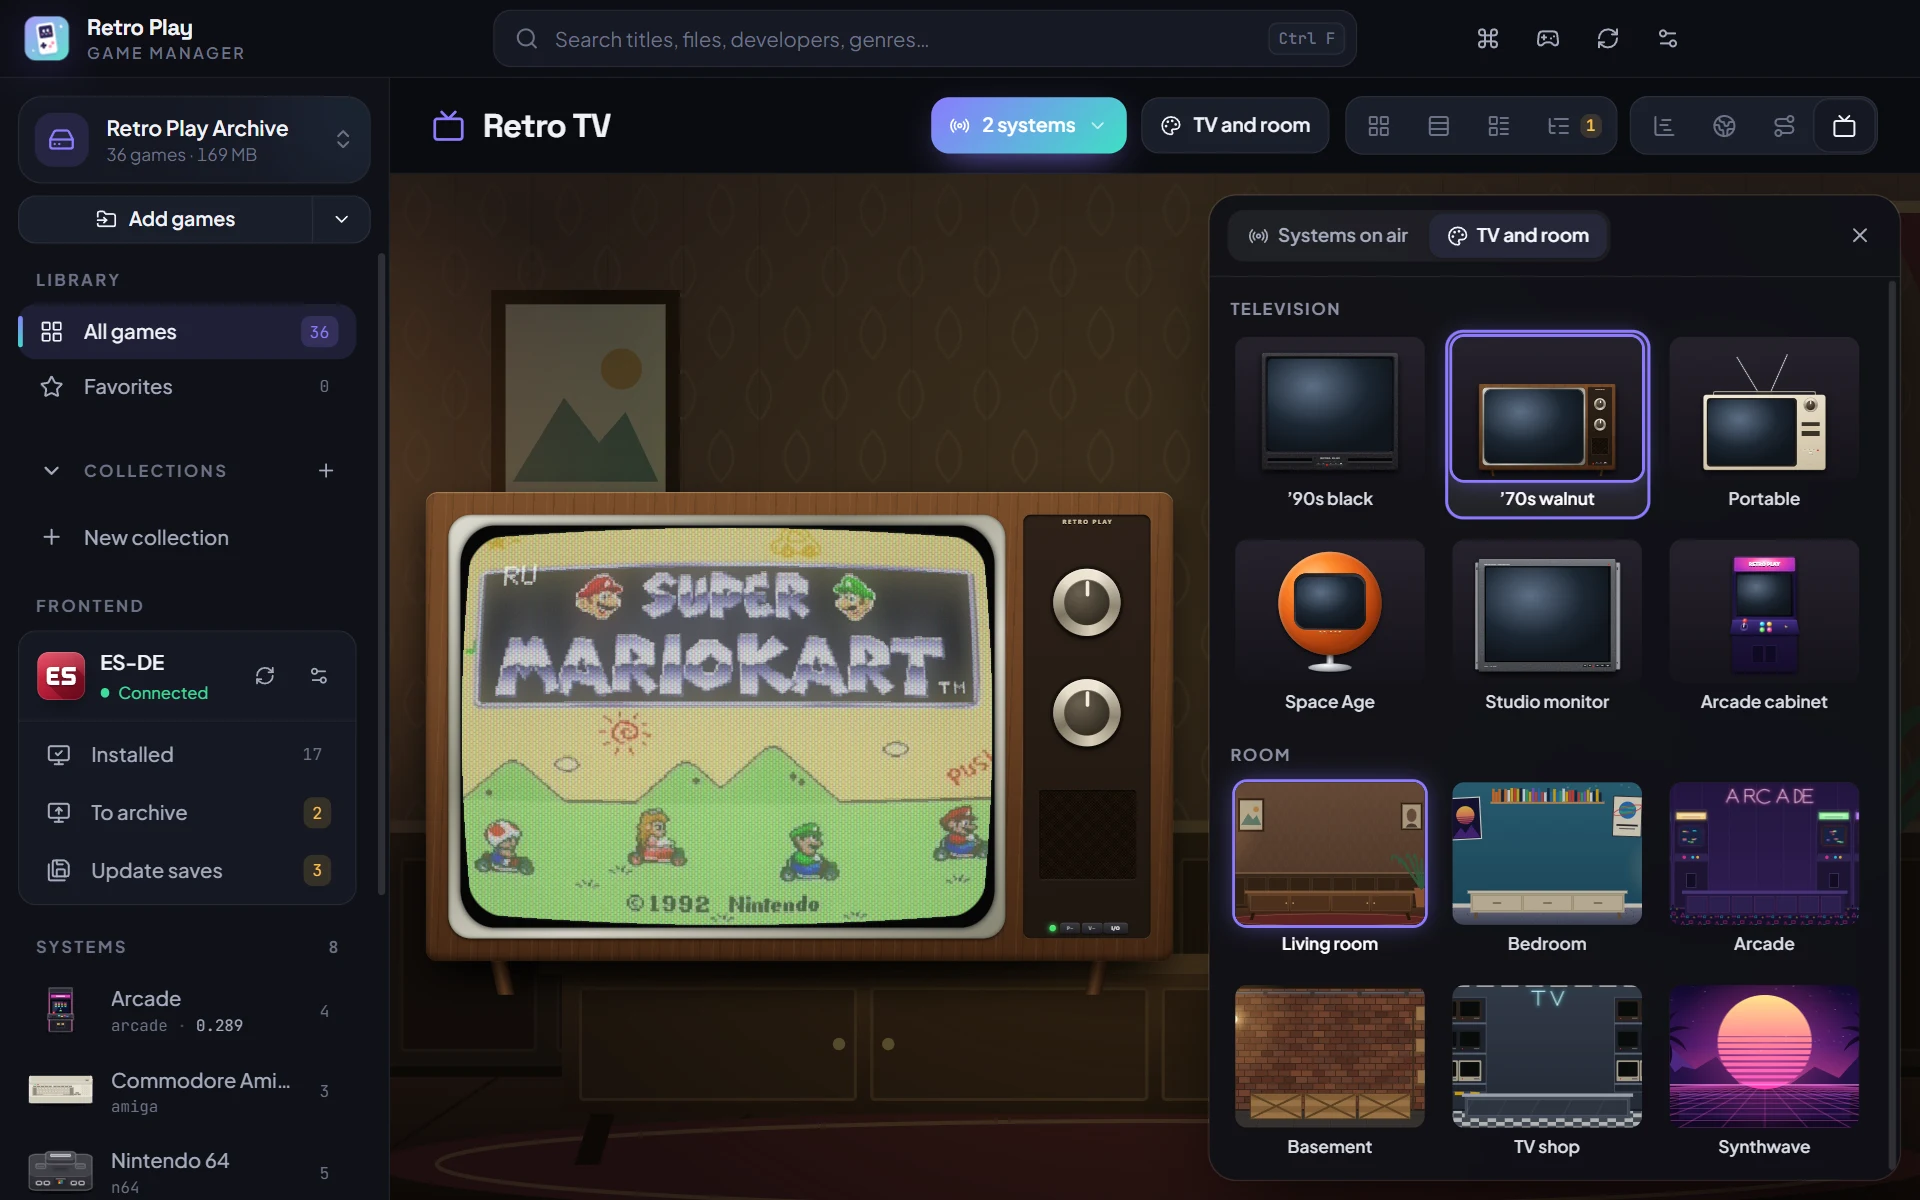 Retro Play
GAME MANAGER
Search titles, files, developers, genres...
Ctrl F
Retro Play Archive
36 games · 169 MB
Add games
LIBRARY
All games
36
Favorites
0
COLLECTIONS
New collection
FRONTEND
ES
ES-DE
Connected
Installed
17
To archive
2
Update saves
3
SYSTEMS
8
Arcade
arcade · 0.289
4
Commodore Ami...
amiga
3
Nintendo 64
n64
5
Retro TV
2 systems
TV and room
1
RU
SUPER
MARIOKART
TM
PUS
©1992 Nintendo
RETRO PLAY
P-
V-
I/O
Systems on air
TV and room
TELEVISION
'90s black
'70s walnut
Portable
RETRO PLAY
Space Age
Studio monitor
Arcade cabinet
ROOM
ARCADE
Living room
Bedroom
Arcade
TV
Basement
TV shop
Synthwave